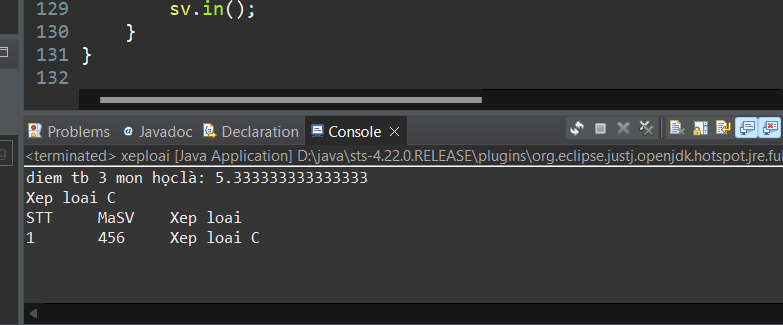 129
sv.in();
130 }
131 }
132
Problems @ Javadoc Declaration Console
<terminated> xeploai [Java Application] D:\java\sts-4.22.0.RELEASE\plugins\org.eclipse.justj.openjdk.hotspot.jre.ful
diem tb 3 mon họclà: 5.333333333333333
Xep loai C
STT MaSV Xep loai
1 456 Xep loai C